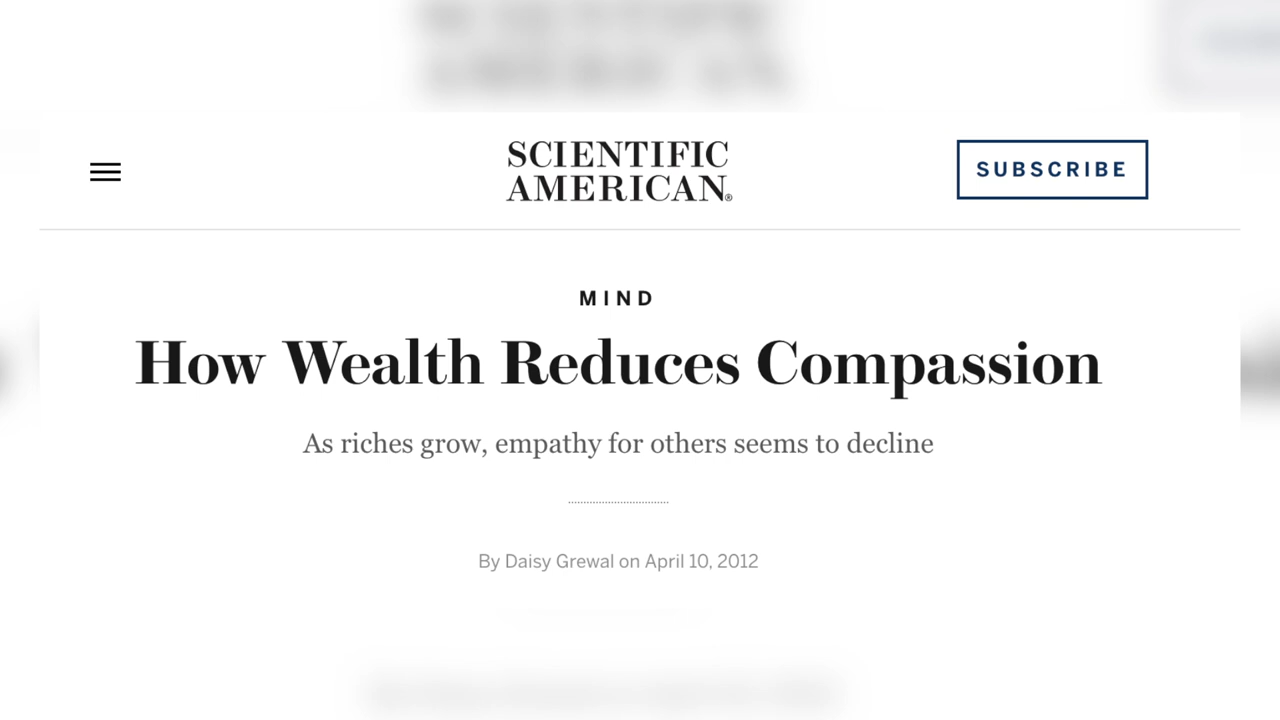 SCIENTIFIC
AMERICAN®
SUBSCRIBE
MIND
How Wealth Reduces Compassion
As riches grow, empathy for others seems to decline
By Daisy Grewal on April 10, 2012